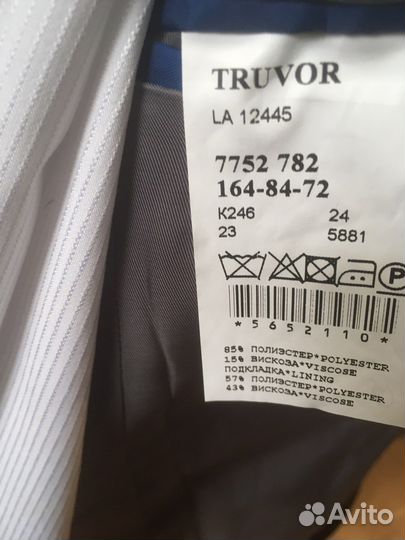 TRUVOR
LA 12445
7752 782
164-84-72
K246 24
23 5881
P
*5652110*
85% ПОЛИЭСТЕР*POLYESTER
15% ВИСКОЗА*VISCOSE
ПОДКЛАДКА*LINING
57% ПОЛИЭСТЕР*POLYESTER
43% ВИСКОЗА*VISCOSE
Avito